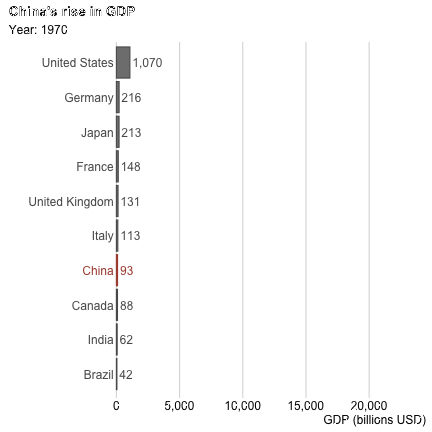 China's rise in GDP
Year: 1970
United States 1,070
Germany 216
Japan 213
France 148
United Kingdom 131
Italy 113
China 93
Canada 88
India 62
Brazil 42
0 5,000 10,000 15,000 20,000
GDP (billions USD)